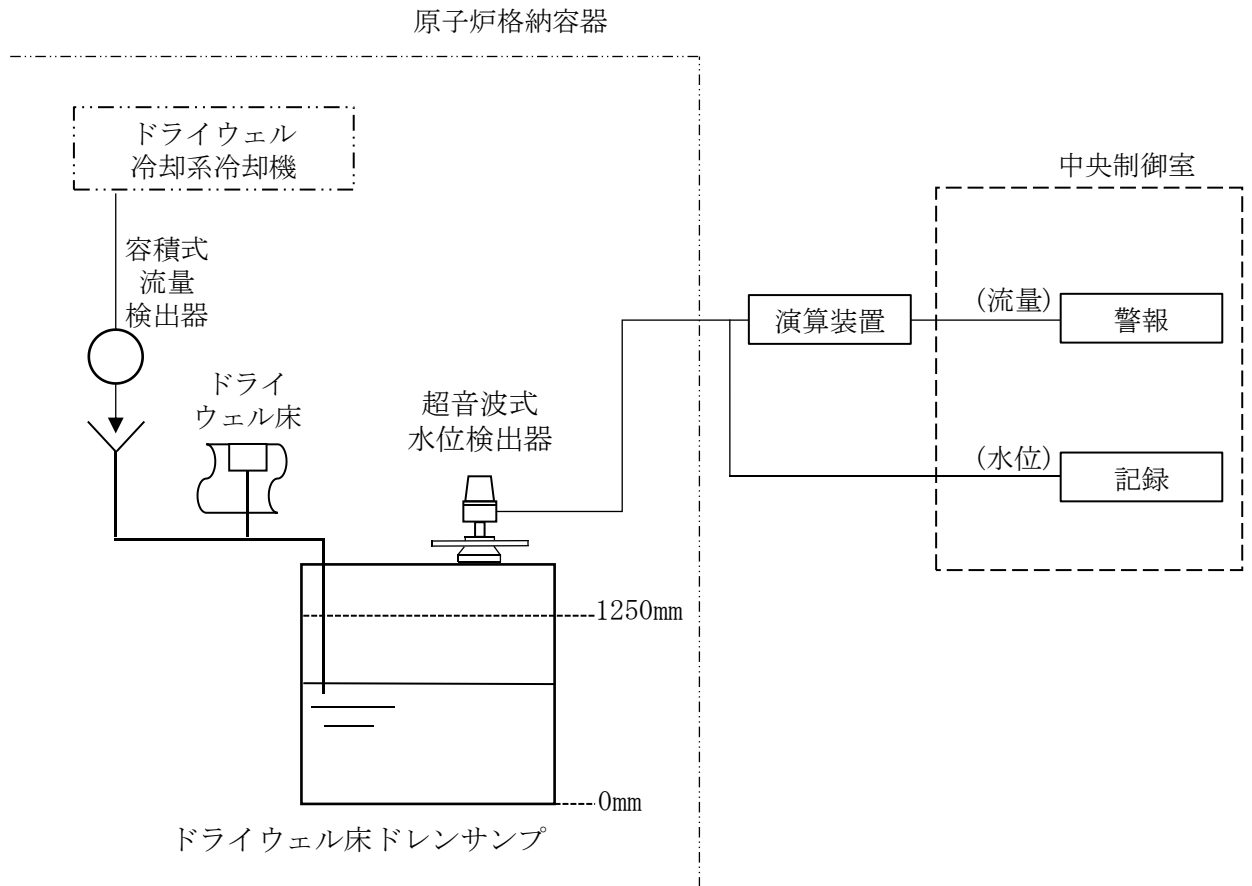 原子炉格納容器
ドライウェル
冷却系冷却機
中央制御室
容積式
流量
検出器
(流量)
演算装置
警報
ドライ
ウェル床
超音波式
水位検出器
(水位)
記録
1250mm
0mm
ドライウェル床ドレンサンプ